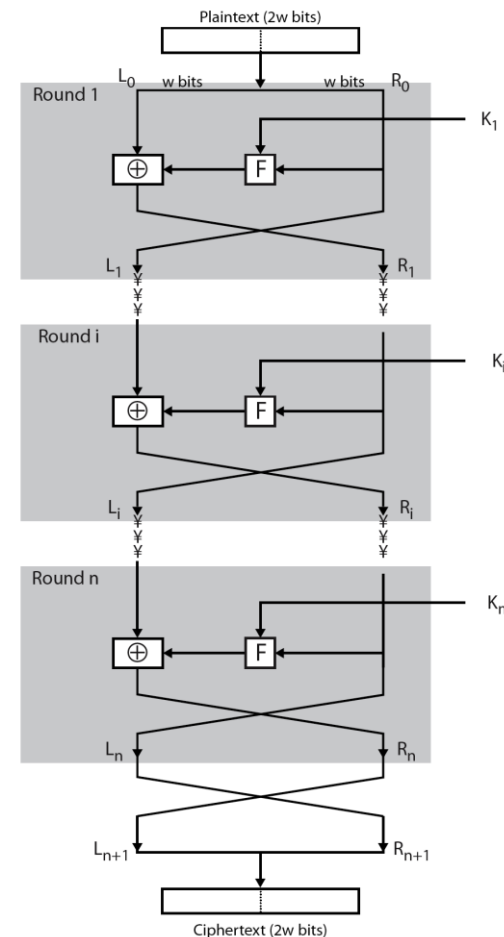 Plaintext (2w bits)
L0 w bits w bits R0
Round 1
K1
⊕ F
L1 R1
¥ ¥
¥ ¥
¥ ¥
Round i
Ki
⊕ F
Li Ri
¥ ¥
¥ ¥
¥ ¥
Round n
Kn
⊕ F
Ln Rn
Ln+1 Rn+1
Ciphertext (2w bits)